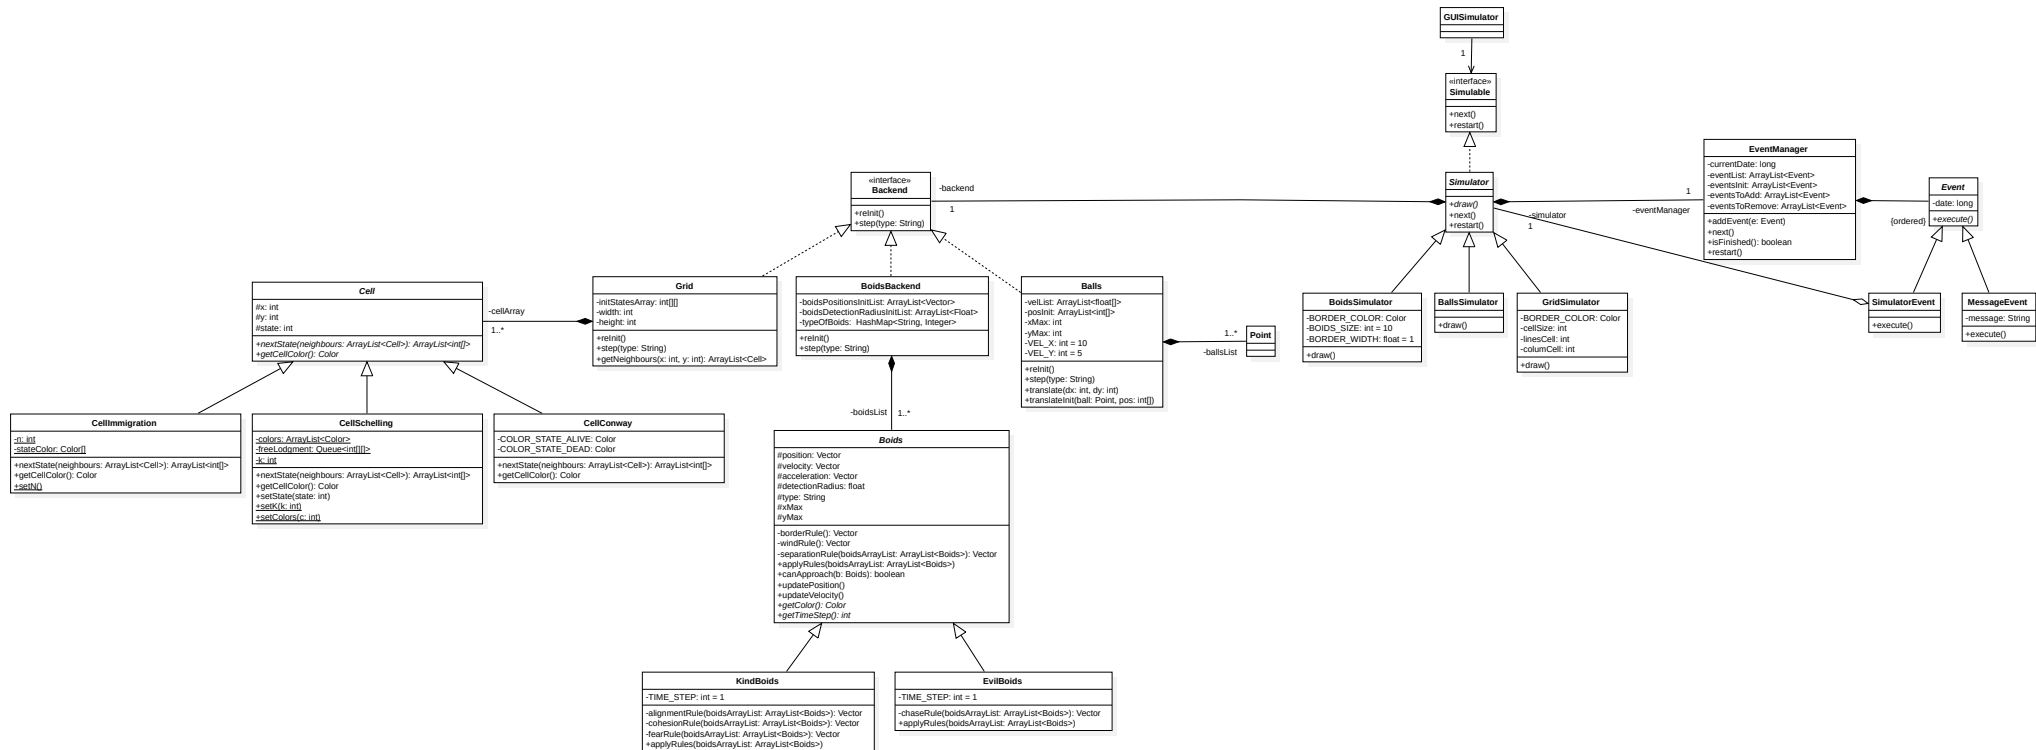 GUISimulator
1
«interface»
Simulable
+next()
+restart()
«interface»
Backend
+reInit()
+step(type: String)
-backend
1
Simulator
+draw()
+next()
+restart()
1
-eventManager
-simulator
1
EventManager
-currentDate: long
-eventList: ArrayList<Event>
-eventsInit: ArrayList<Event>
-eventsToAdd: ArrayList<Event>
-eventsToRemove: ArrayList<Event>
+addEvent(e: Event)
+next()
+isFinished(): boolean
+restart()
{ordered}
Event
-date: long
+execute()
Cell
#x: int
#y: int
#state: int
+nextState(neighbours: ArrayList<Cell>): ArrayList<int[]>
+getCellColor(): Color
-cellArray
1..*
Grid
-initStatesArray: int[][]
-width: int
-height: int
+reInit()
+step(type: String)
+getNeighbours(x: int, y: int): ArrayList<Cell>
BoidsBackend
-boidsPositionsInitList: ArrayList<Vector>
-boidsDetectionRadiusInitList: ArrayList<Float>
-typeOfBoids: HashMap<String, Integer>
+reInit()
+step(type: String)
Balls
-velList: ArrayList<float[]>
-posInit: ArrayList<int[]>
-xMax: int
-yMax: int
-VEL_X: int = 10
-VEL_Y: int = 5
+reInit()
+step(type: String)
+translate(dx: int, dy: int)
+translateInit(ball: Point, pos: int[])
1..*
-ballsList
Point
BoidsSimulator
-BORDER_COLOR: Color
-BOIDS_SIZE: int = 10
-BORDER_WIDTH: float = 1
+draw()
BallsSimulator
+draw()
GridSimulator
-BORDER_COLOR: Color
-cellSize: int
-linesCell: int
-columCell: int
+draw()
SimulatorEvent
+execute()
MessageEvent
-message: String
+execute()
CellImmigration
-n: int
-stateColor: Color[]
+nextState(neighbours: ArrayList<Cell>): ArrayList<int[]>
+getCellColor(): Color
+setN()
CellSchelling
-colors: ArrayList<Color>
-freeLodgment: Queue<int[][]>
-k: int
+nextState(neighbours: ArrayList<Cell>): ArrayList<int[]>
+getCellColor(): Color
+setState(state: int)
+setK(k: int)
+setColors(c: int)
CellConway
-COLOR_STATE_ALIVE: Color
-COLOR_STATE_DEAD: Color
+nextState(neighbours: ArrayList<Cell>): ArrayList<int[]>
+getCellColor(): Color
-boidsList
1..*
Boids
#position: Vector
#velocity: Vector
#acceleration: Vector
#detectionRadius: float
#type: String
#xMax
#yMax
-borderRule(): Vector
-windRule(): Vector
-separationRule(boidsArrayList: ArrayList<Boids>): Vector
+applyRules(boidsArrayList: ArrayList<Boids>)
+canApproach(b: Boids): boolean
+updatePosition()
+updateVelocity()
+getColor(): Color
+getTimeStep(): int
KindBoids
-TIME_STEP: int = 1
-alignmentRule(boidsArrayList: ArrayList<Boids>): Vector
-cohesionRule(boidsArrayList: ArrayList<Boids>): Vector
-fearRule(boidsArrayList: ArrayList<Boids>): Vector
+applyRules(boidsArrayList: ArrayList<Boids>)
EvilBoids
-TIME_STEP: int = 1
-chaseRule(boidsArrayList: ArrayList<Boids>): Vector
+applyRules(boidsArrayList: ArrayList<Boids>)